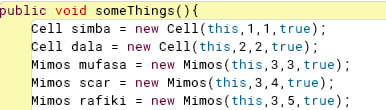 public void someThings(){
Cell simba = new Cell(this,1,1,true);
Cell dala = new Cell(this,2,2,true);
Mimos mufasa = new Mimos(this,3,3,true);
Mimos scar = new Mimos(this,3,4,true);
Mimos rafiki = new Mimos(this,3,5,true);